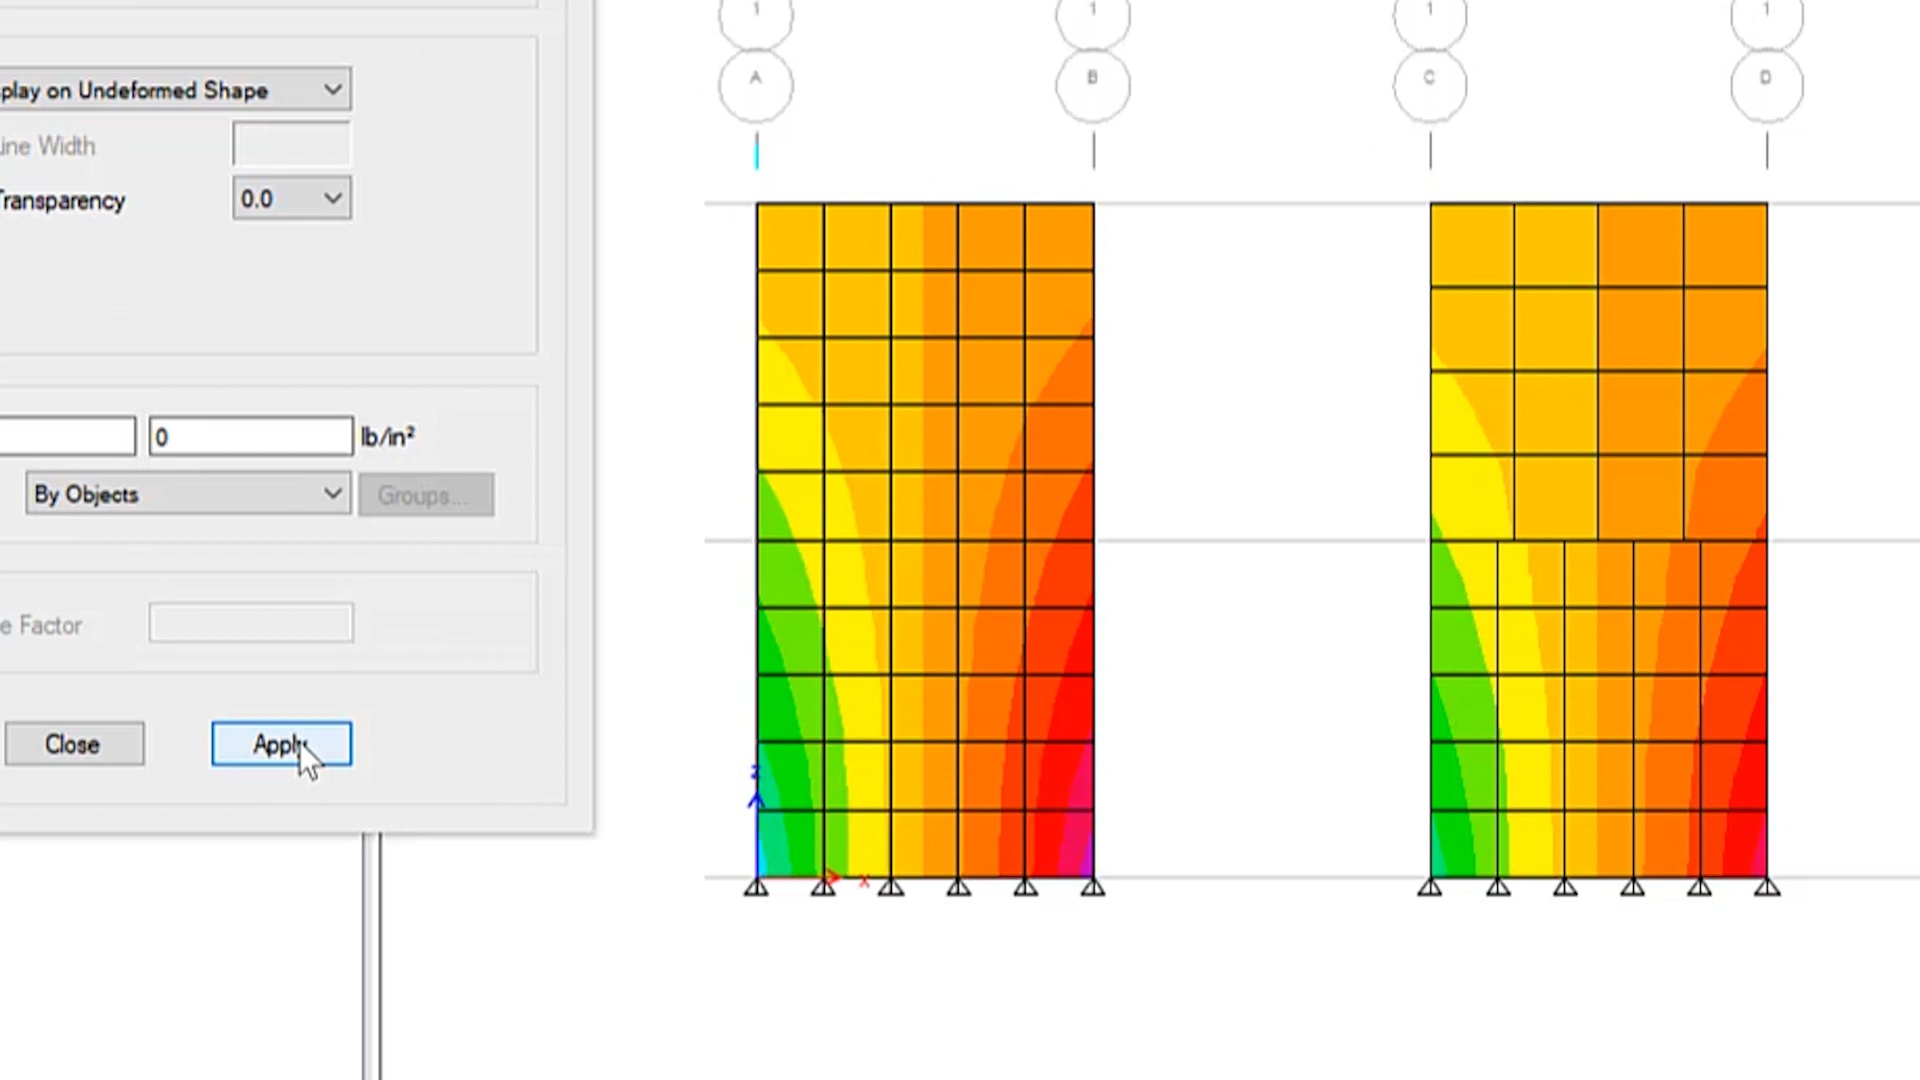 1 1 1 1
A B C D
play on Undeformed Shape
ine Width
Transparency
0.0
0
lb/in²
By Objects
Groups...
e Factor
Close
Apply
Z
X